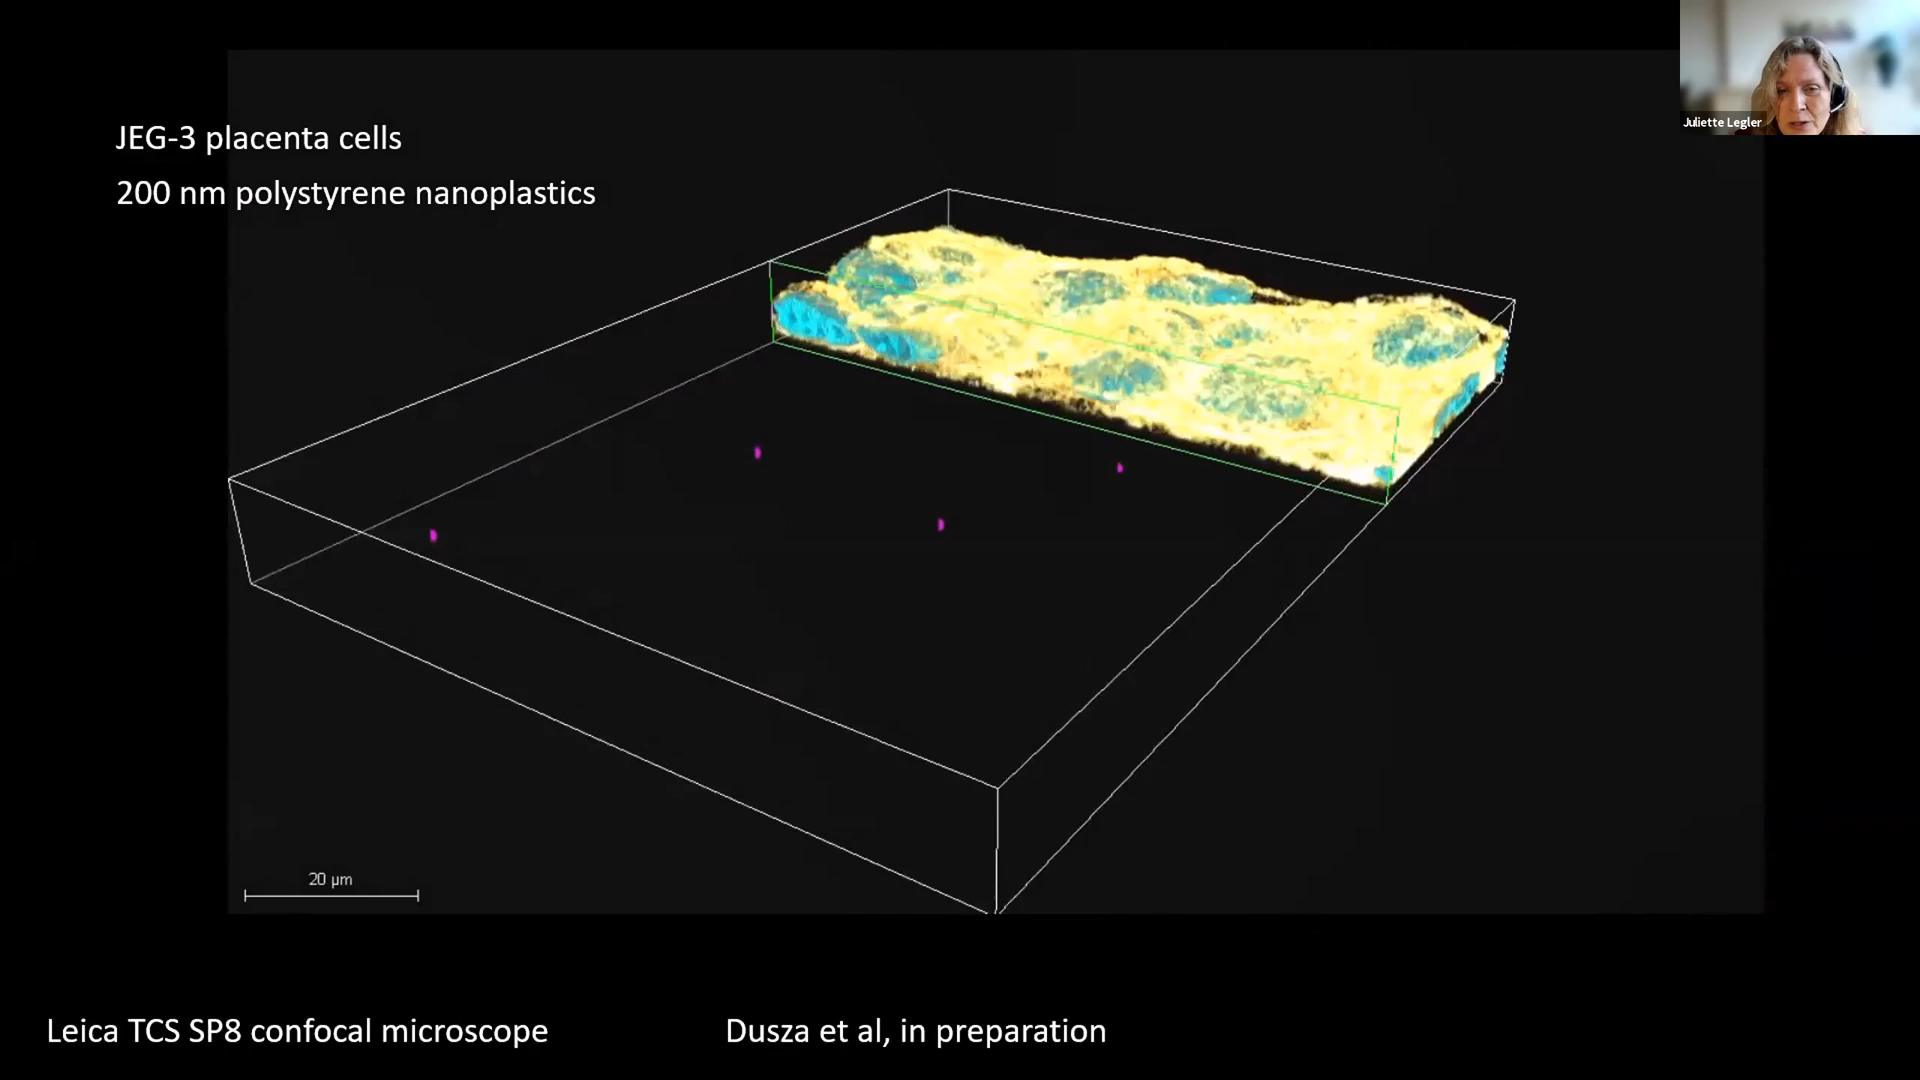 JEG-3 placenta cells
200 nm polystyrene nanoplastics
Juliette Legler
20 µm
Leica TCS SP8 confocal microscope
Dusza et al, in preparation